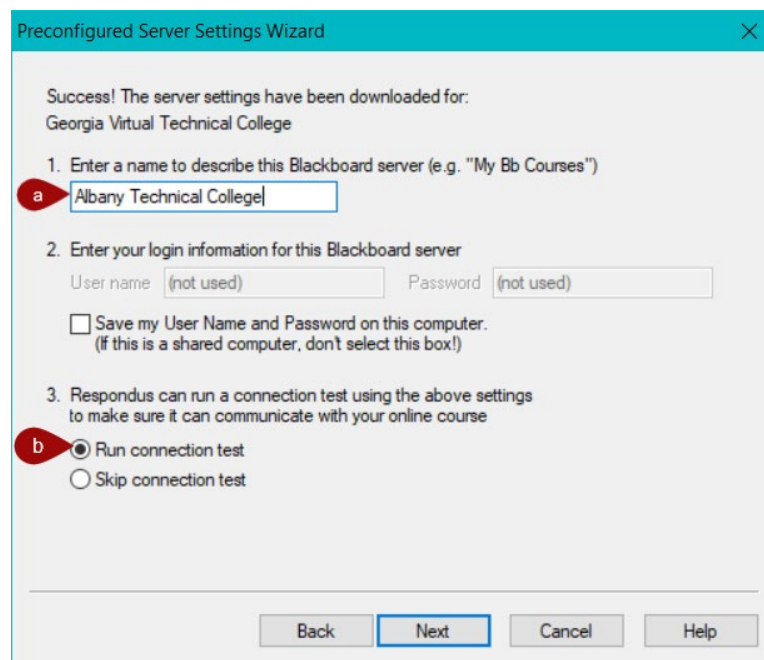 Preconfigured Server Settings Wizard
Success! The server settings have been downloaded for:
Georgia Virtual Technical College
1. Enter a name to describe this Blackboard server (e.g. "My Bb Courses")
a
Albany Technical College
2. Enter your login information for this Blackboard server
User name (not used) Password (not used)
Save my User Name and Password on this computer.
(If this is a shared computer, don't select this box!)
3. Respondus can run a connection test using the above settings
to make sure it can communicate with your online course
b Run connection test
Skip connection test
Back Next Cancel Help